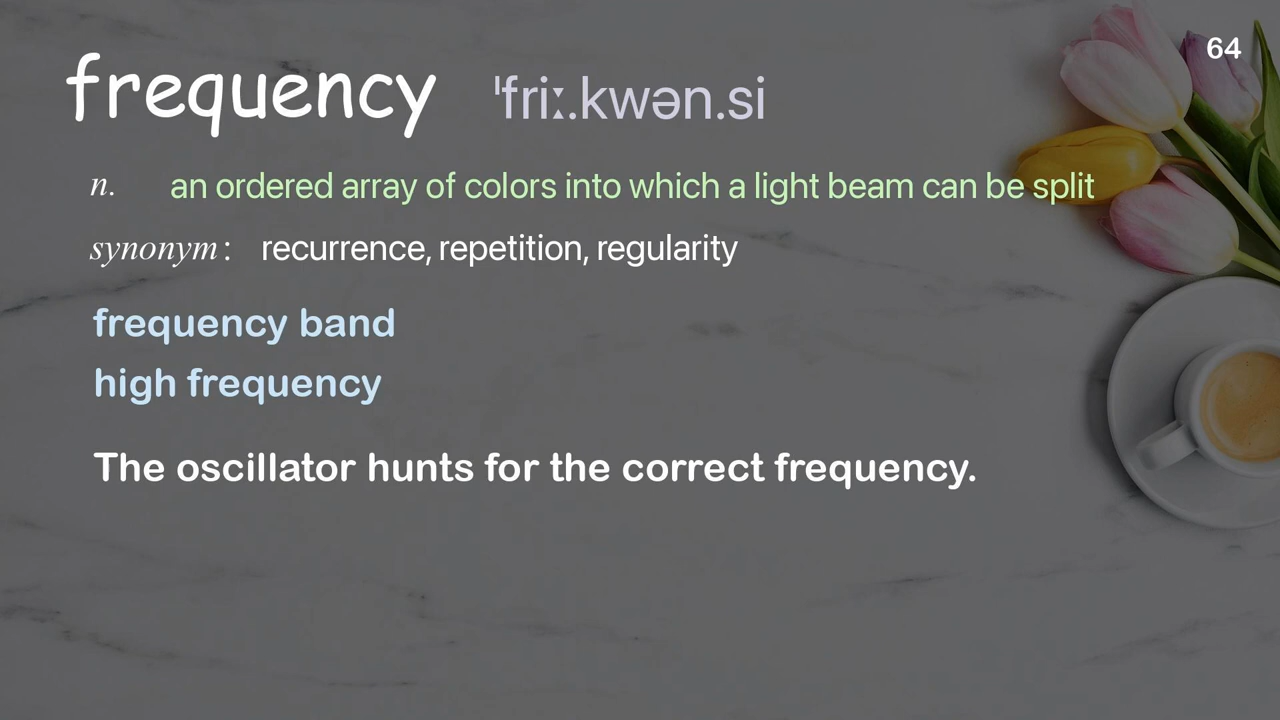 64
frequency ˈfriː.kwən.si
n. an ordered array of colors into which a light beam can be split
synonym: recurrence, repetition, regularity
frequency band
high frequency
The oscillator hunts for the correct frequency.